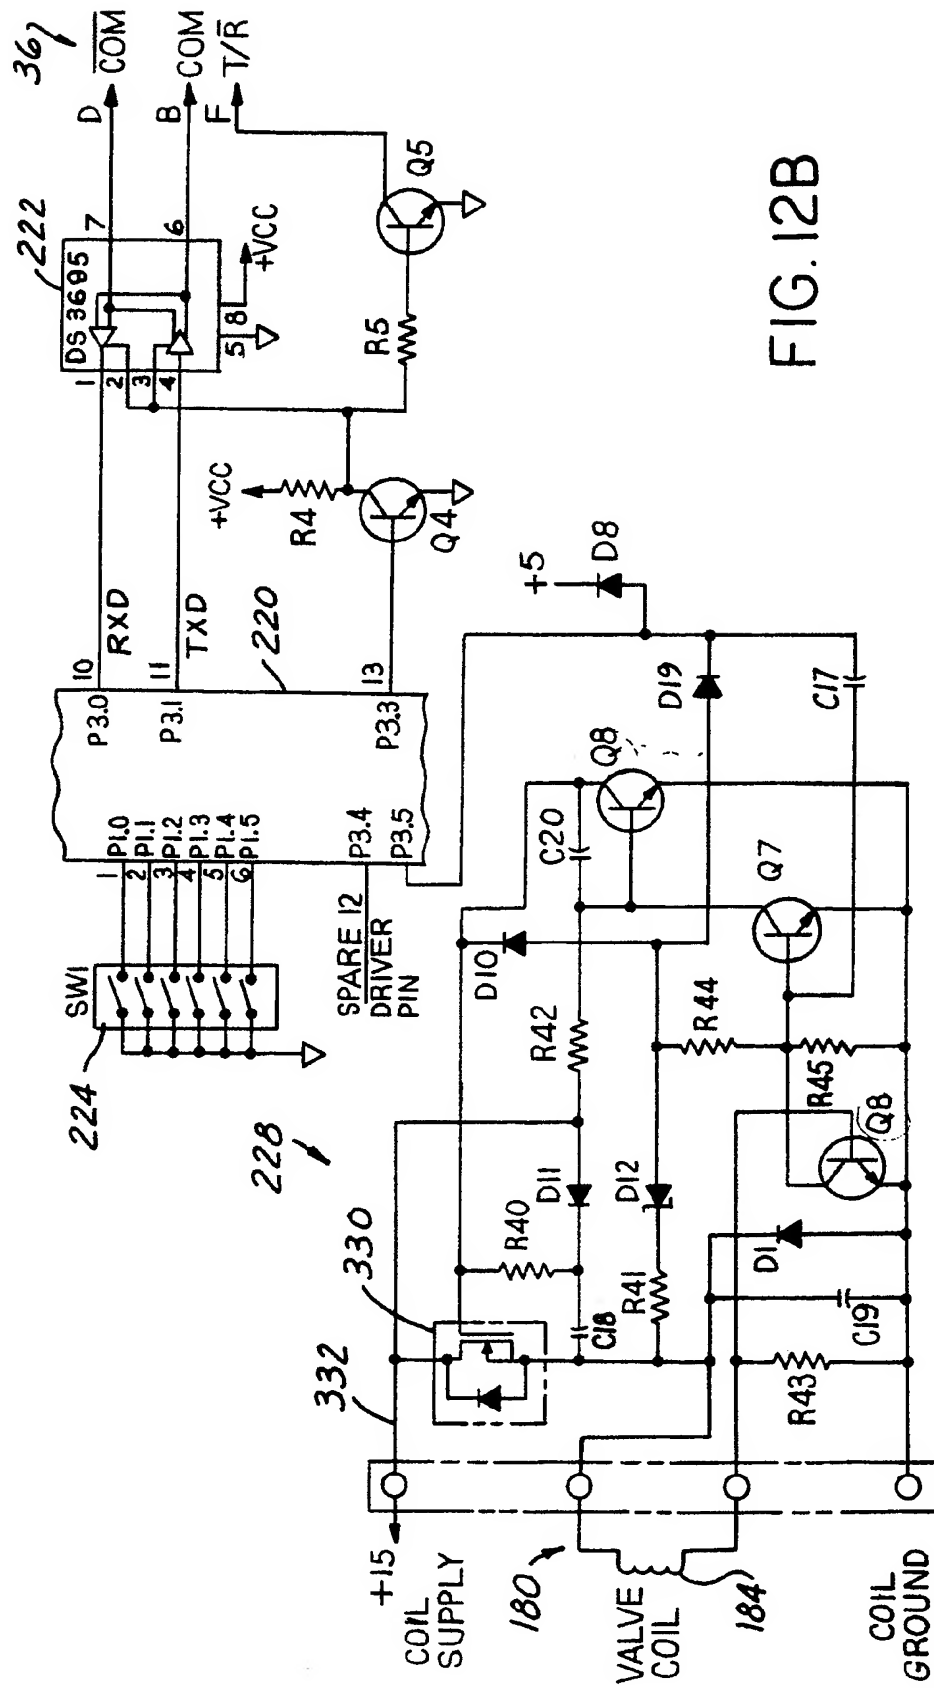 36
D COM
B COM
F T/R
222
DS 3695
1
2
3
4
7
6
5
8
+VCC
R5
Q5
+VCC
R4
Q4
FIG. 12B
10
RXD
11
TXD
13
220
P3.0
P3.1
P3.3
1 P1.0
2 P1.1
3 P1.2
4 P1.3
5 P1.4
6 P1.5
P3.4
P3.5
SW1
224
SPARE 12
DRIVER
PIN
+5
D8
D19
C17
Q8
C20
Q7
D10
R42
R44
R45
Q8
228
D11
D12
R40
R41
330
C18
D1
C19
R43
332
+15
COIL
SUPPLY
180
VALVE
COIL
184
COIL
GROUND